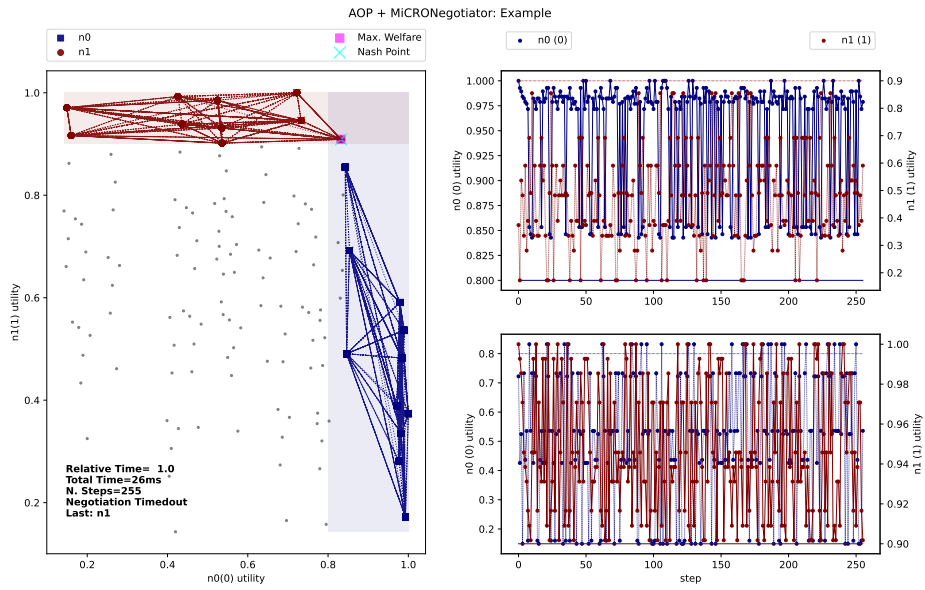 AOP + MiCRONegotiator: Example
n0
n1
Max. Welfare
Nash Point
1.0
0.8
0.6
0.4
0.2
n1(1) utility
Relative Time=  1.0
Total Time=26ms
N. Steps=255
Negotiation Timedout
Last: n1
0.2 0.4 0.6 0.8 1.0
n0(0) utility
n0 (0)
n1 (1)
1.000
0.975
0.950
0.925
0.900
0.875
0.850
0.825
0.800
n0 (0) utility
0.9
0.8
0.7
0.6
0.5
0.4
0.3
0.2
n1 (1) utility
0 50 100 150 200 250
0.8
0.7
0.6
0.5
0.4
0.3
0.2
n0 (0) utility
1.00
0.98
0.96
0.94
0.92
0.90
n1 (1) utility
0 50 100 150 200 250
step